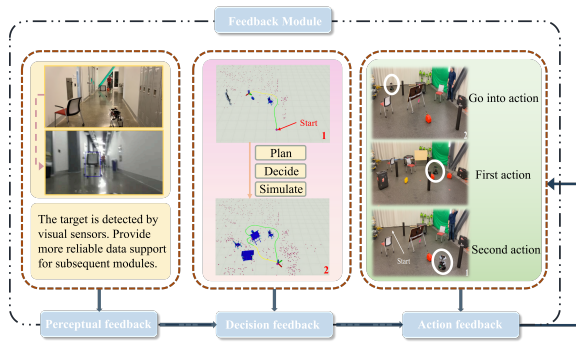 Feedback Module
The target is detected by
visual sensors. Provide
more reliable data support
for subsequent modules.
Start
1
Plan
Decide
Simulate
2
Go into action
First action
Second action
Start
Perceptual feedback
Decision feedback
Action feedback